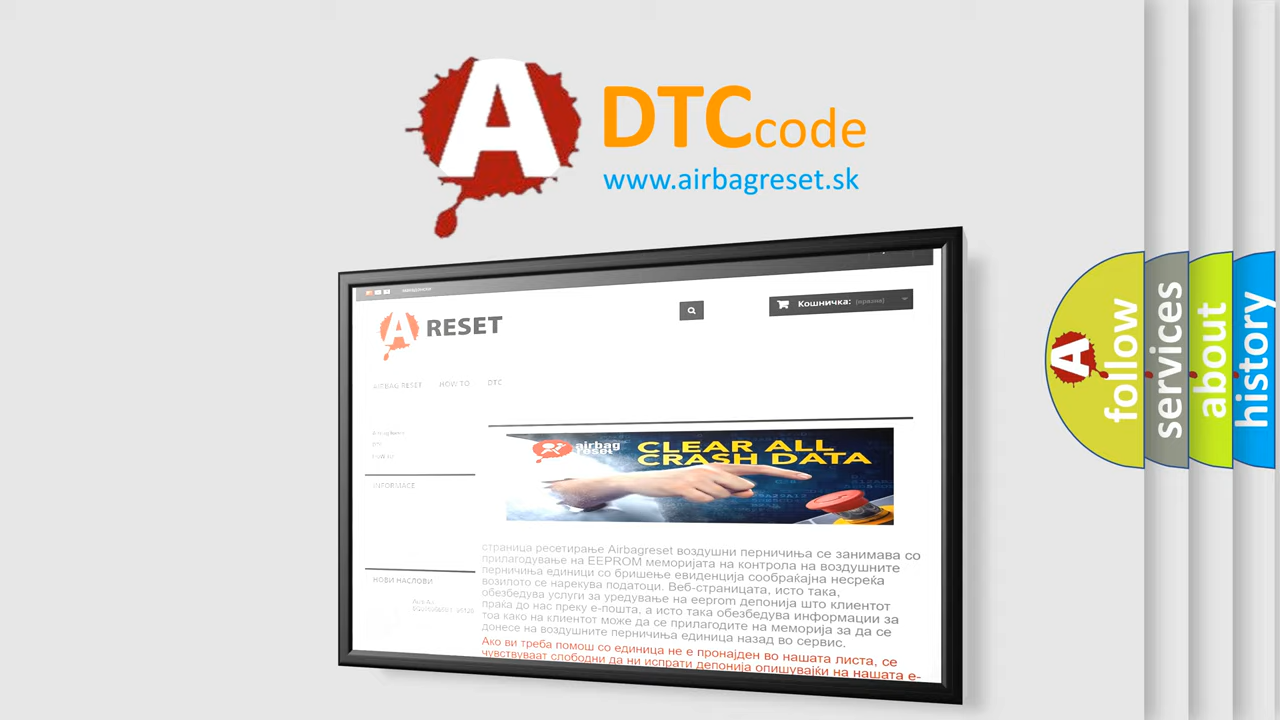 A
DTCcode
www.airbagreset.sk
A RESET
Кошничка: (празна)
AIRBAG RESET HOW TO DTC
INFORMACE
airbag
reset
CLEAR ALL
CRASH DATA
страница ресетирање Airbagreset воздушни перничиња се занимава со
прилагодување на EEPROM меморијата на контрола на воздушните
перничиња единици со бришење евиденција сообраќајна несреќа
возилото се нарекува податоци. Веб-страницата, исто така,
обезбедува услуги за уредување на eeprom депонија што клиентот
праќа до нас преку е-пошта, а исто така обезбедува информации за
тоа како на клиентот може да се прилагодите на меморија за да се
донесе на воздушните перничиња единица назад во сервис.
Ако ви треба помош со единица не е пронајден во нашата листа, се
чувствуваат слободни да ни испрати депонија опишувајќи на нашата е-
НОВИ НАСЛОВИ
A
follow
services
about
history